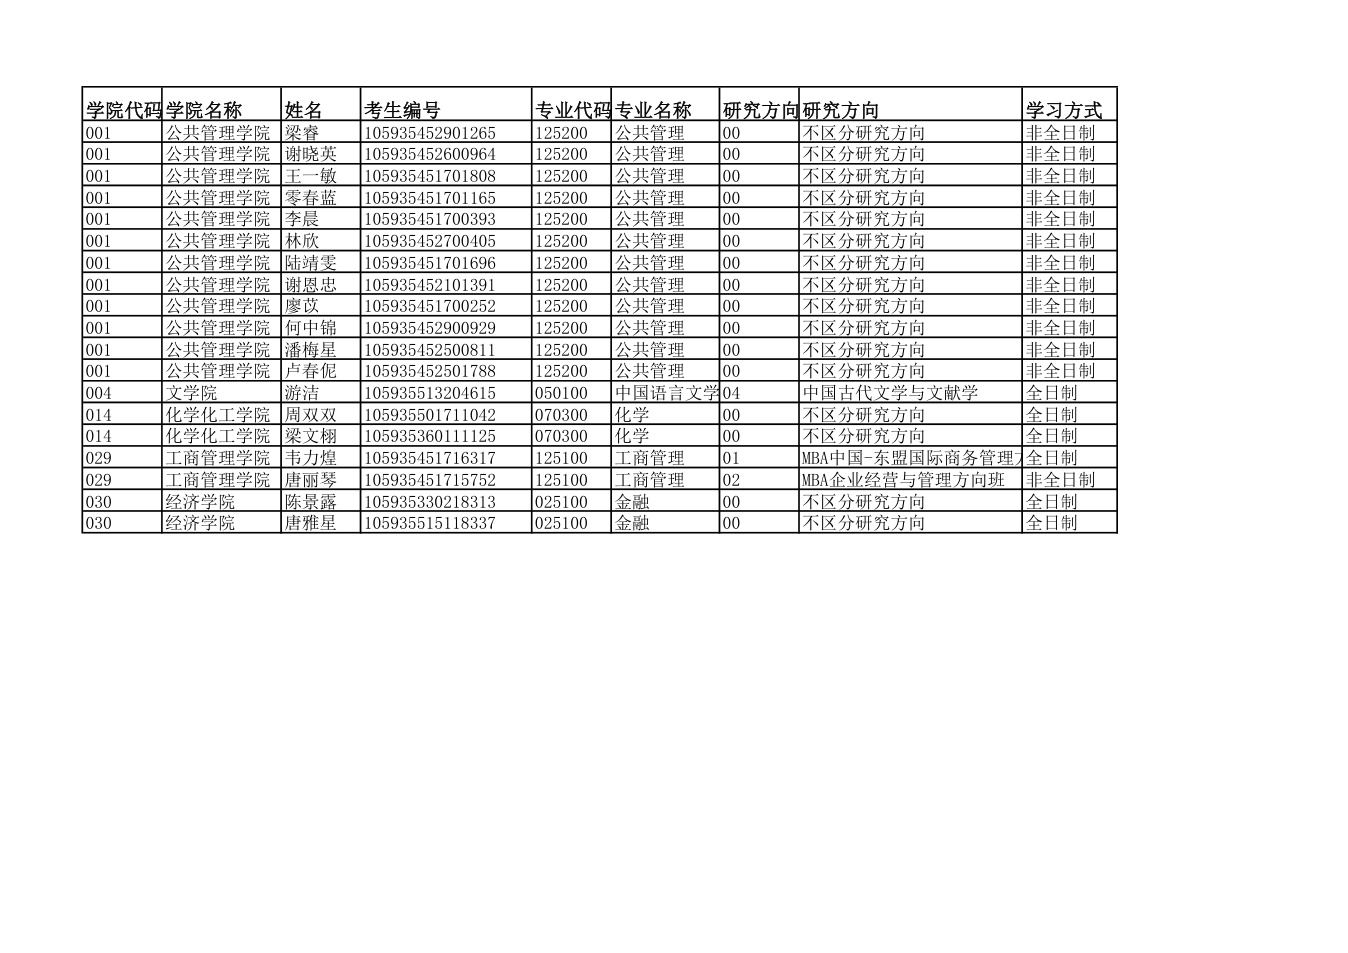 学院代码 学院名称 姓名 考生编号 专业代码 专业名称 研究方向 研究方向 学习方式
001 公共管理学院 梁睿 105935452901265 125200 公共管理 00 不区分研究方向 非全日制
001 公共管理学院 谢晓英 105935452600964 125200 公共管理 00 不区分研究方向 非全日制
001 公共管理学院 王一敏 105935451701808 125200 公共管理 00 不区分研究方向 非全日制
001 公共管理学院 零春蓝 105935451701165 125200 公共管理 00 不区分研究方向 非全日制
001 公共管理学院 李晨 105935451700393 125200 公共管理 00 不区分研究方向 非全日制
001 公共管理学院 林欣 105935452700405 125200 公共管理 00 不区分研究方向 非全日制
001 公共管理学院 陆靖雯 105935451701696 125200 公共管理 00 不区分研究方向 非全日制
001 公共管理学院 谢恩忠 105935452101391 125200 公共管理 00 不区分研究方向 非全日制
001 公共管理学院 廖苡 105935451700252 125200 公共管理 00 不区分研究方向 非全日制
001 公共管理学院 何中锦 105935452900929 125200 公共管理 00 不区分研究方向 非全日制
001 公共管理学院 潘梅星 105935452500811 125200 公共管理 00 不区分研究方向 非全日制
001 公共管理学院 卢春伲 105935452501788 125200 公共管理 00 不区分研究方向 非全日制
004 文学院 游洁 105935513204615 050100 中国语言文学 04 中国古代文学与文献学 全日制
014 化学化工学院 周双双 105935501711042 070300 化学 00 不区分研究方向 全日制
014 化学化工学院 梁文栩 105935360111125 070300 化学 00 不区分研究方向 全日制
029 工商管理学院 韦力煌 105935451716317 125100 工商管理 01 MBA中国-东盟国际商务管理 全日制
029 工商管理学院 唐丽琴 105935451715752 125100 工商管理 02 MBA企业经营与管理方向班 非全日制
030 经济学院 陈景露 105935330218313 025100 金融 00 不区分研究方向 全日制
030 经济学院 唐雅星 105935515118337 025100 金融 00 不区分研究方向 全日制